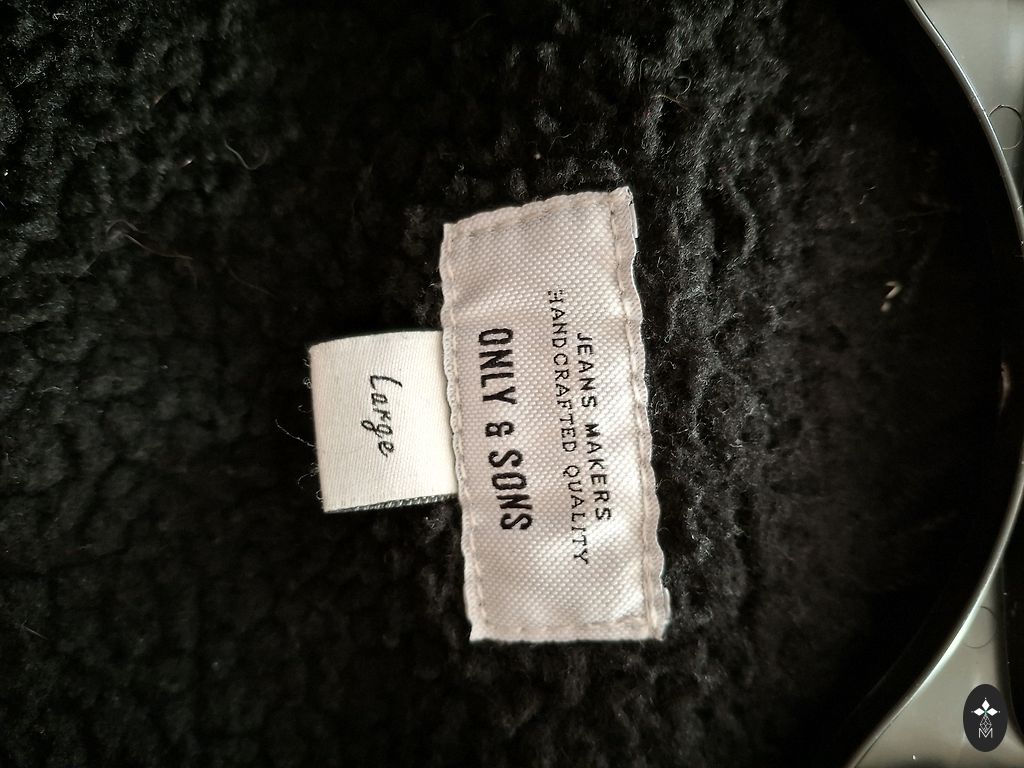 JEANS MAKERS
HANDCRAFTED QUALITY
ONLY & SONS
Large
M